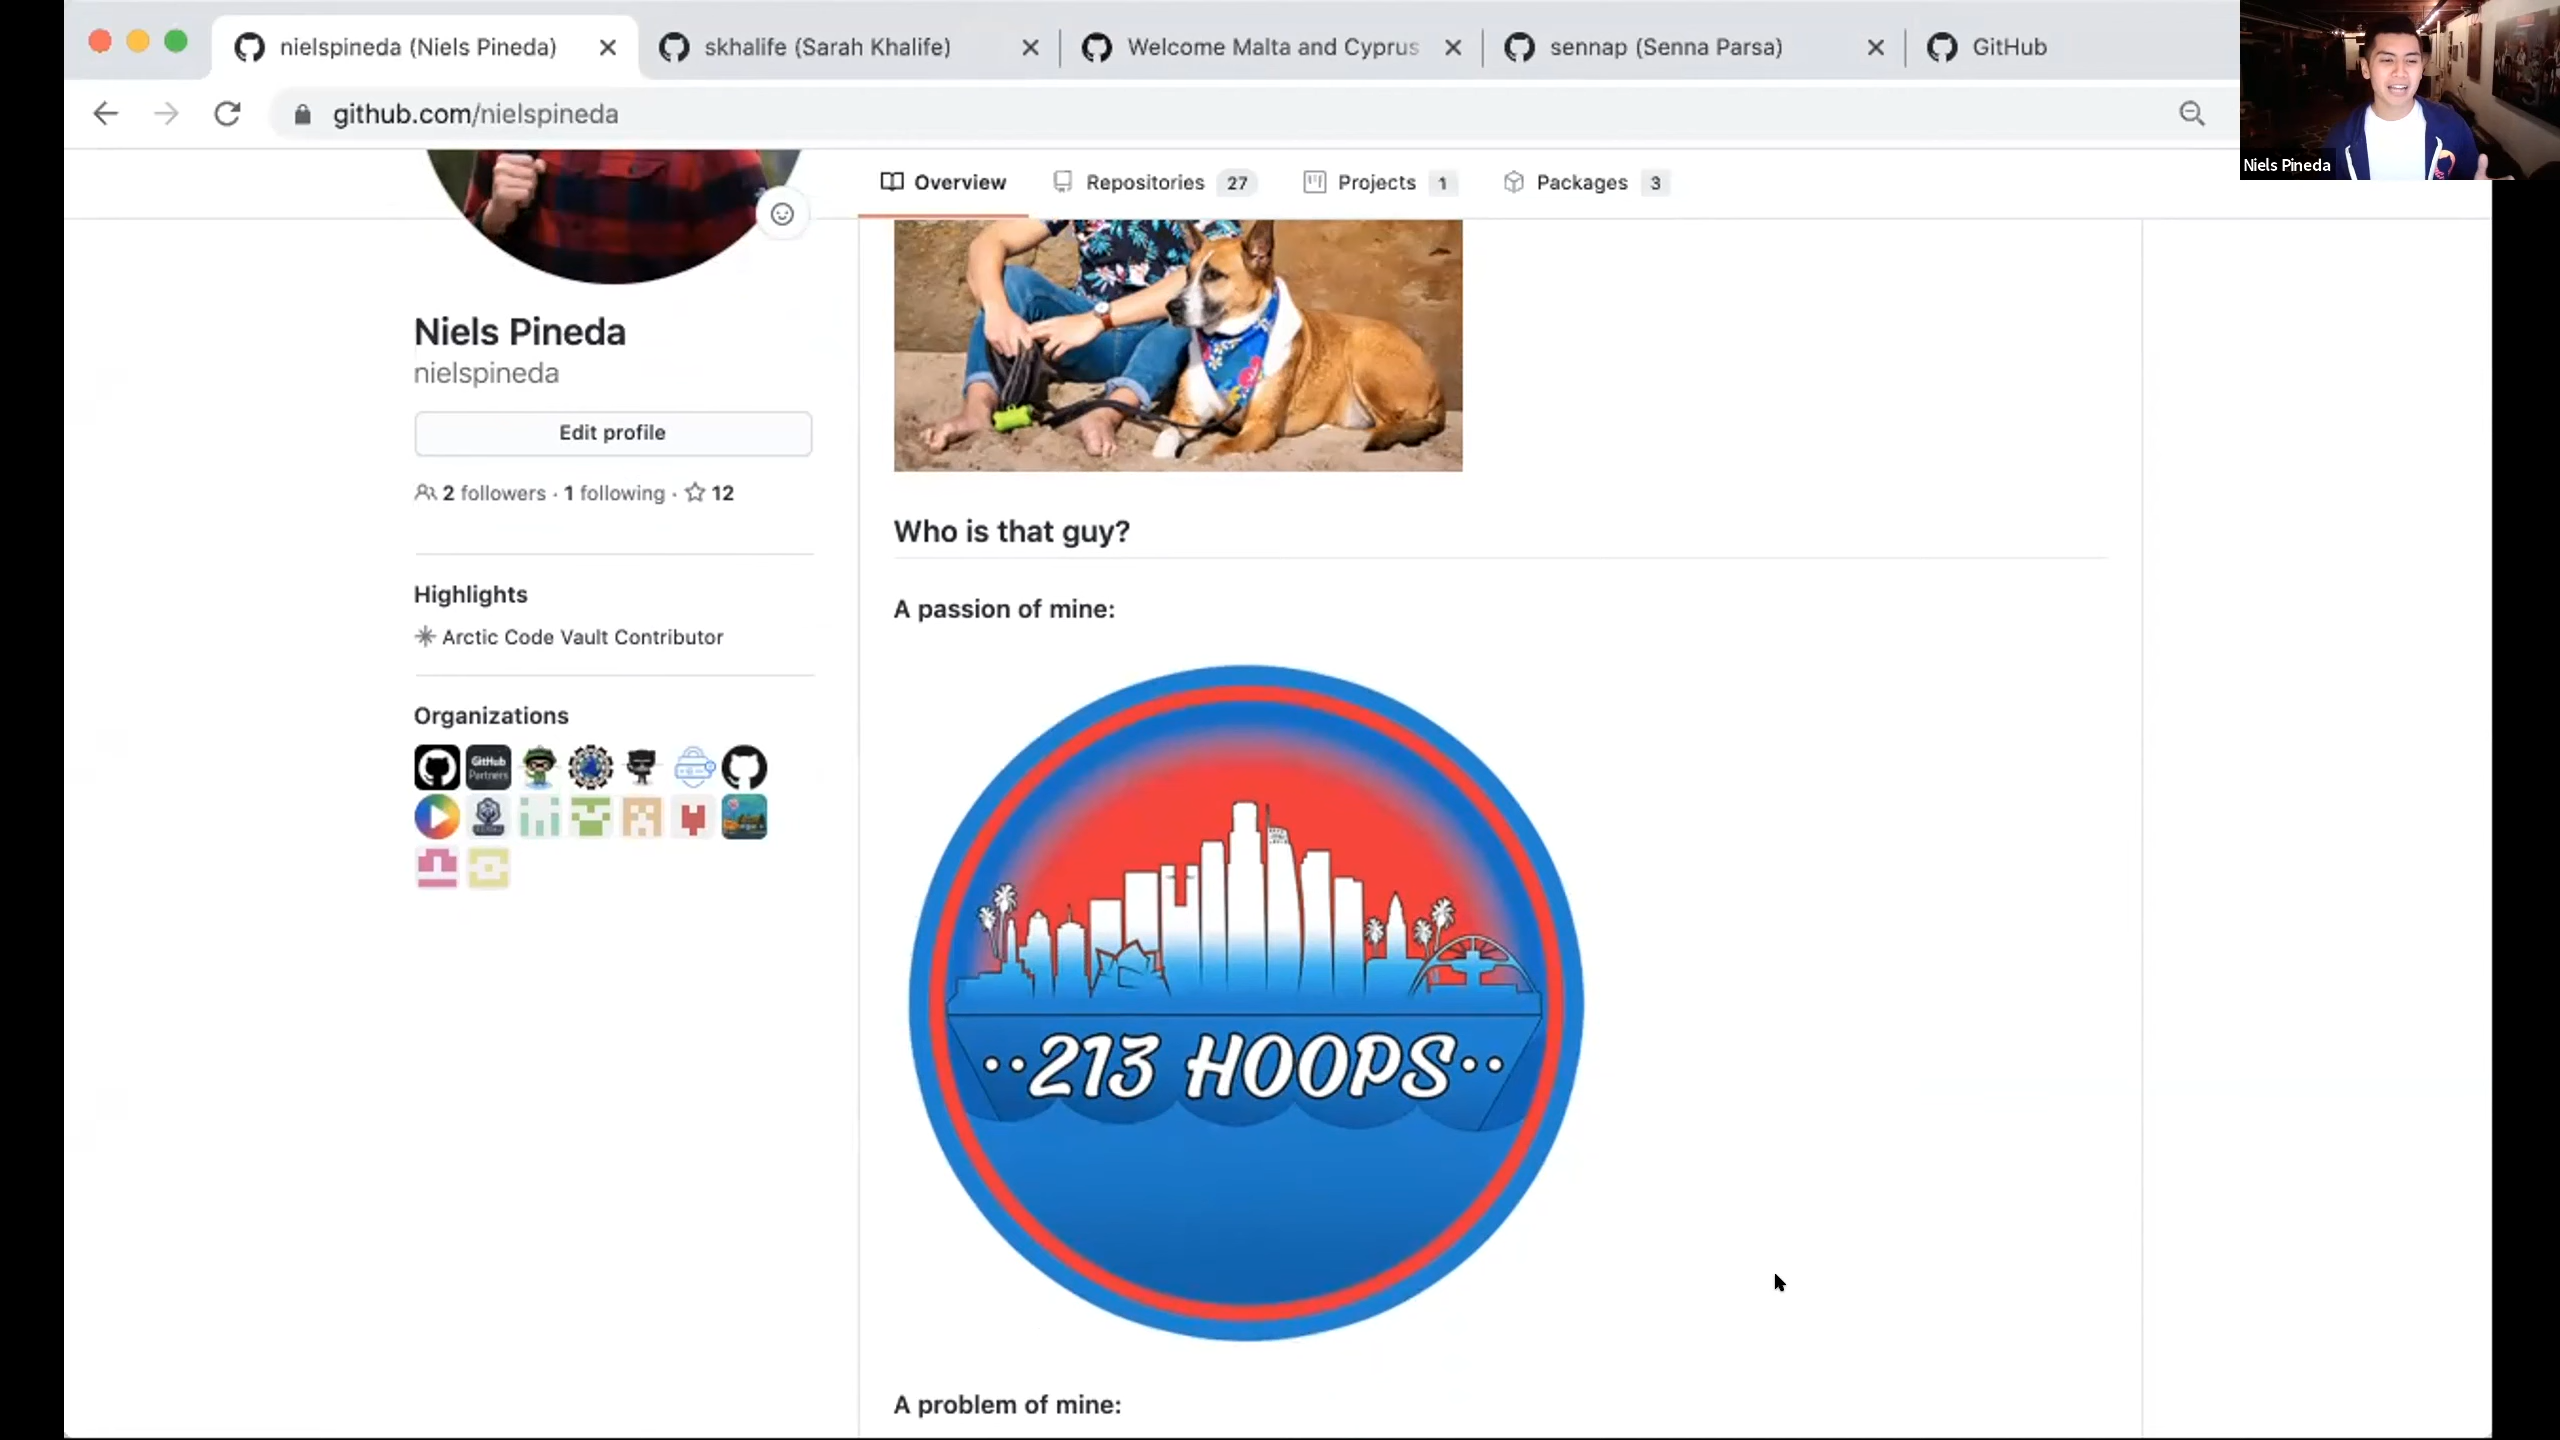 nielspineda (Niels Pineda)
skhalife (Sarah Khalife)
Welcome Malta and Cyprus
sennap (Senna Parsa)
GitHub
github.com/nielspineda
Niels Pineda
Overview
Repositories 27
Projects 1
Packages 3
Niels Pineda
nielspineda
Edit profile
2 followers · 1 following · 12
Highlights
Arctic Code Vault Contributor
Organizations
GitHub
Partners
Who is that guy?
A passion of mine:
··213 HOOPS··
A problem of mine: